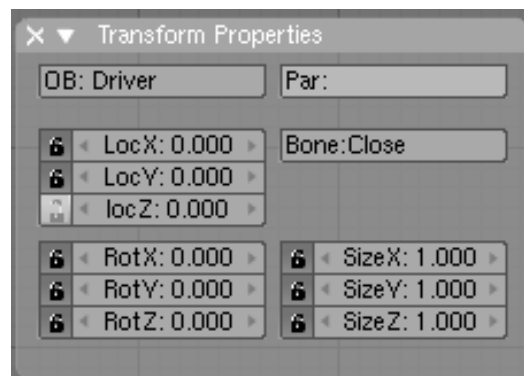 Transform Properties
OB: Driver
Par:
LocX: 0.000
Bone:Close
LocY: 0.000
locZ: 0.000
RotX: 0.000
SizeX: 1.000
RotY: 0.000
SizeY: 1.000
RotZ: 0.000
SizeZ: 1.000